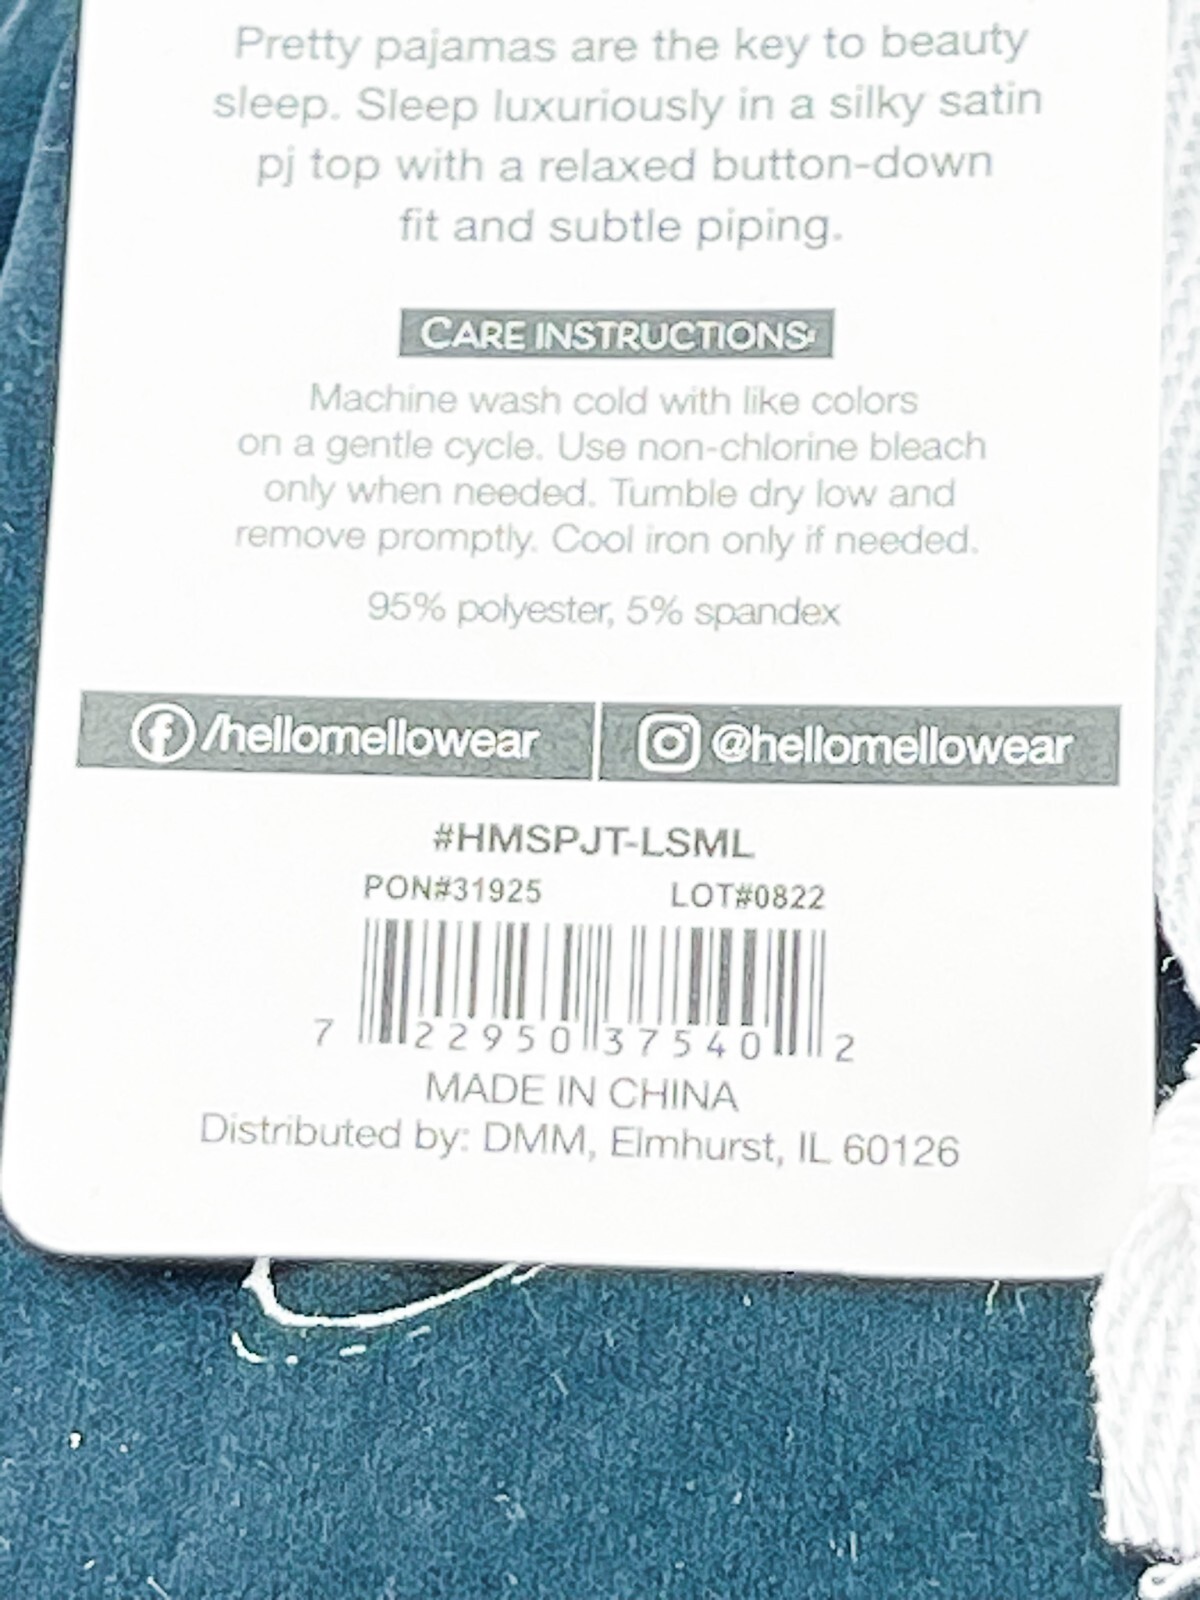 Pretty pajamas are the key to beauty
sleep. Sleep luxuriously in a silky satin
pj top with a relaxed button-down
fit and subtle piping.
CARE INSTRUCTIONS:
Machine wash cold with like colors
on a gentle cycle. Use non-chlorine bleach
only when needed. Tumble dry low and
remove promptly. Cool iron only if needed.
95% polyester, 5% spandex
/hellomellowear @hellomellowear
#HMSPJT-LSML
PON#31925 LOT#0822
7 22950 37540 2
MADE IN CHINA
Distributed by: DMM, Elmhurst, IL 60126